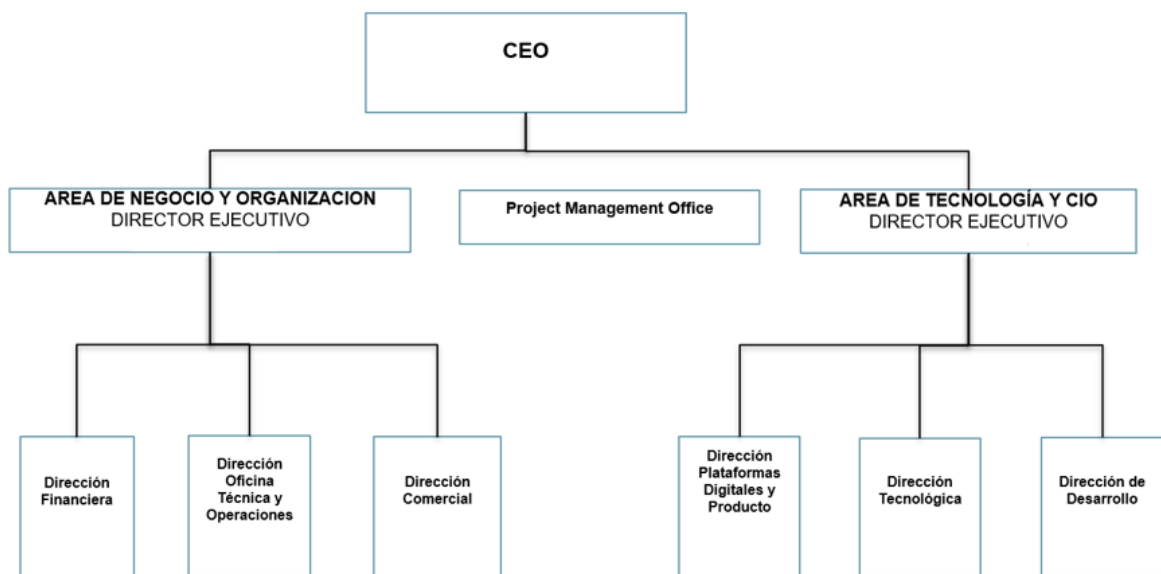 CEO
AREA DE NEGOCIO Y ORGANIZACION
DIRECTOR EJECUTIVO
Project Management Office
AREA DE TECNOLOGÍA Y CIO
DIRECTOR EJECUTIVO
Dirección
Financiera
Dirección
Oficina
Técnica y
Operaciones
Dirección
Comercial
Dirección
Plataformas
Digitales y
Producto
Dirección
Tecnológica
Dirección de
Desarrollo